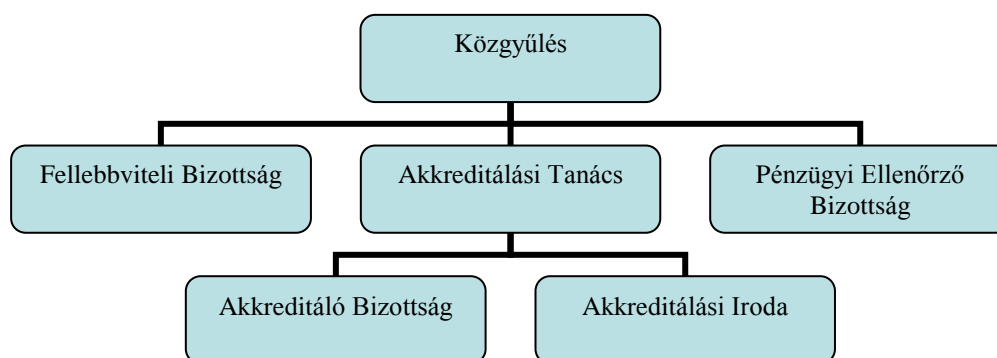 Közgyűlés
Fellebbviteli Bizottság
Akkreditálási Tanács
Pénzügyi Ellenőrző
Bizottság
Akkreditáló Bizottság
Akkreditálási Iroda